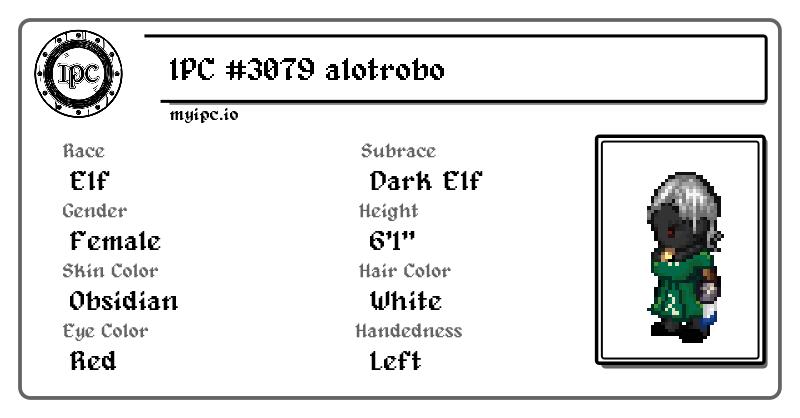 IPC
IPC #3079 alotrobo
myipc.io
Race
Elf
Subrace
Dark Elf
Gender
Female
Height
6'1"
Skin Color
Obsidian
Hair Color
White
Eye Color
Red
Handedness
Left